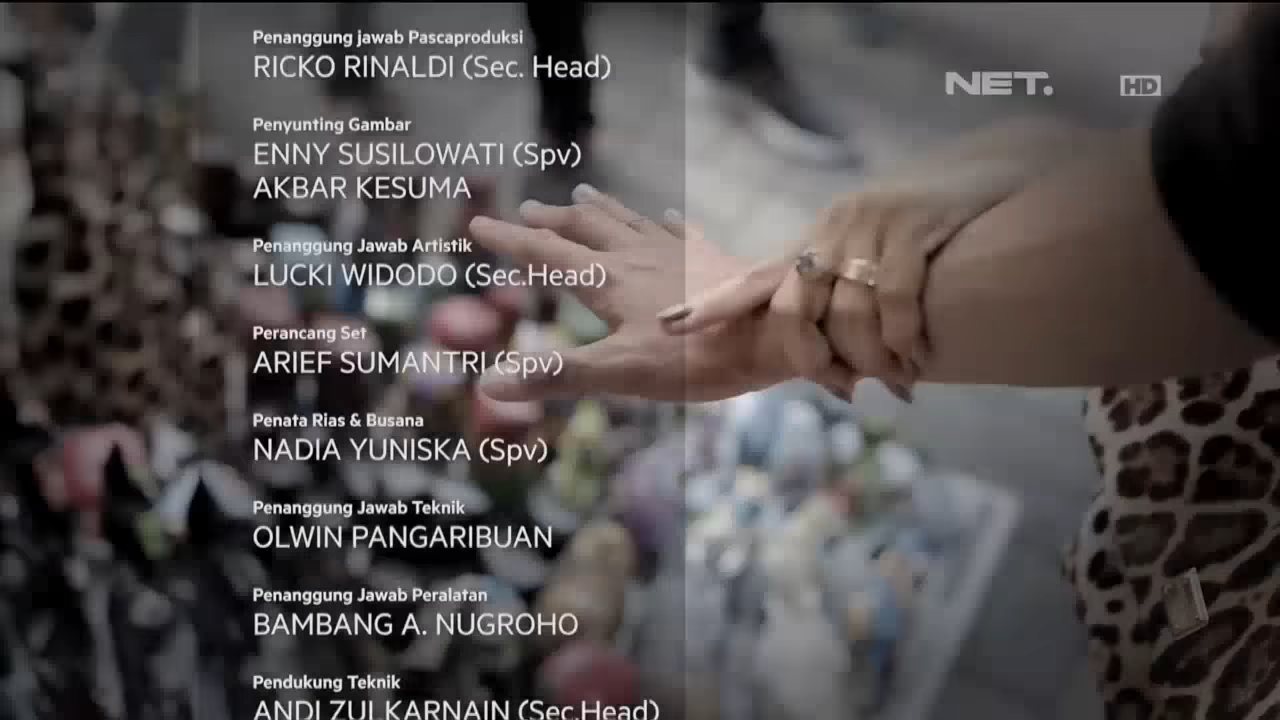 Penanggung jawab Pascaproduksi
RICKO RINALDI (Sec. Head)
NET.
HD
Penyunting Gambar
ENNY SUSILOWATI (Spv)
AKBAR KESUMA
Penanggung Jawab Artistik
LUCKI WIDODO (Sec.Head)
Perancang Set
ARIEF SUMANTRI (Spv)
Penata Rias & Busana
NADIA YUNISKA (Spv)
Penanggung Jawab Teknik
OLWIN PANGARIBUAN
Penanggung Jawab Peralatan
BAMBANG A. NUGROHO
Pendukung Teknik
ANDI ZULKARNAIN (Sec.Head)